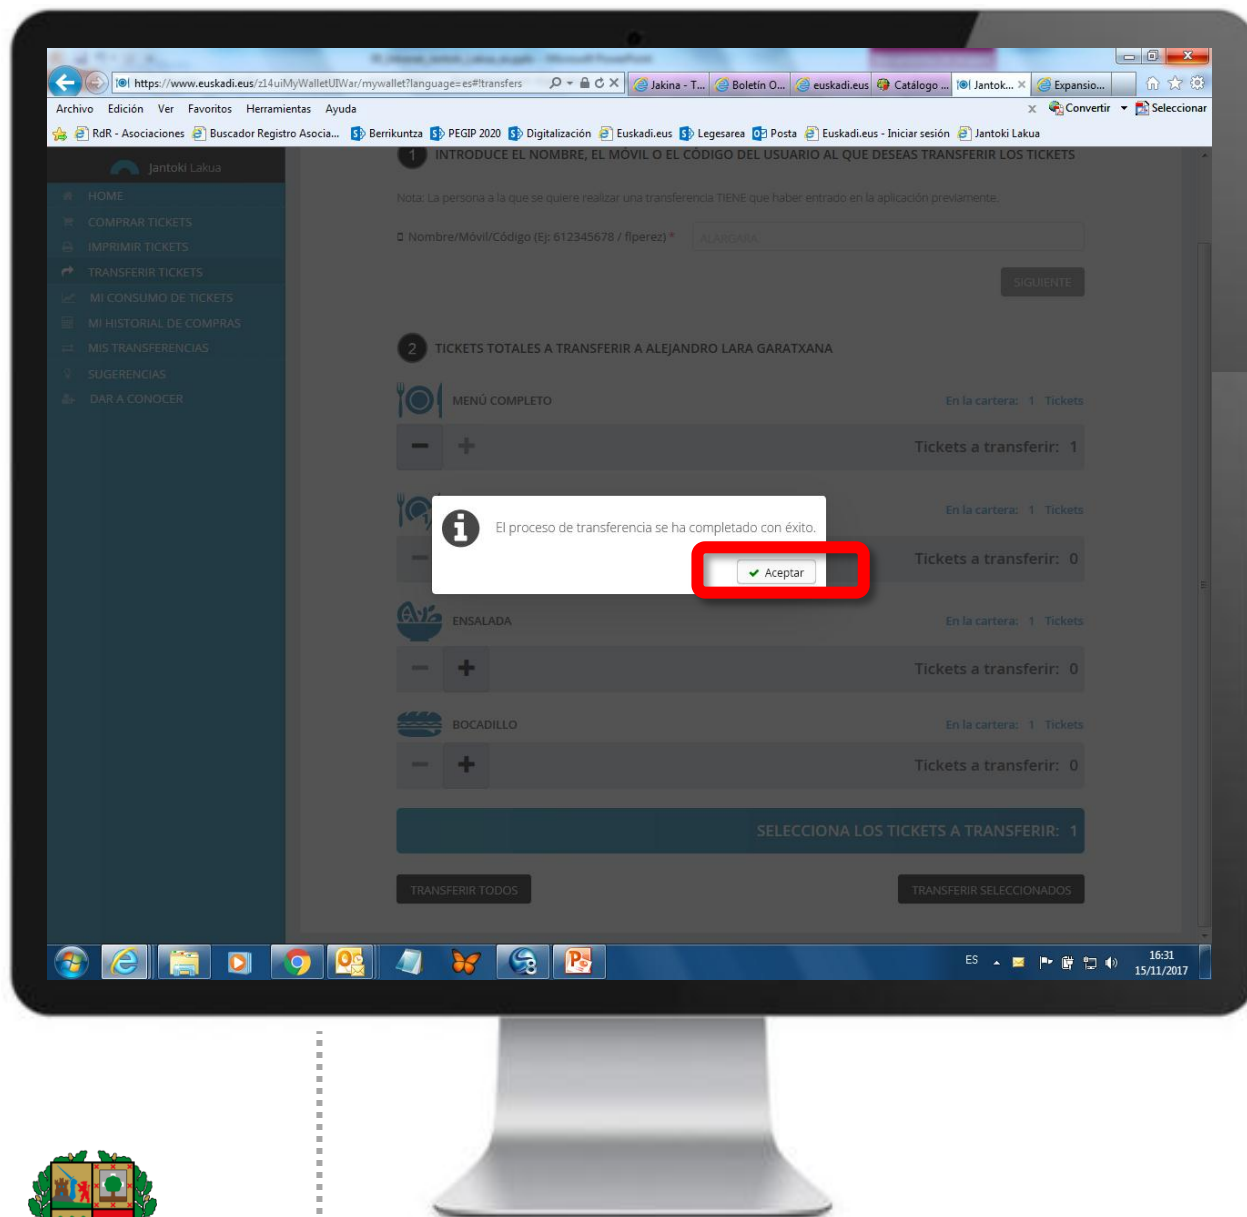 https://www.euskadi.eus/z14uiMyWalletUIWar/mywallet?language=es#!transfers
Jakina - T...
Boletín O...
euskadi.eus
Catálogo ...
Jantok...
Expansio...
Archivo Edición Ver Favoritos Herramientas Ayuda
x Convertir Seleccionar
RdR - Asociaciones Buscador Registro Asocia... Berrikuntza PEGIP 2020 Digitalización Euskadi.eus Legesarea Posta Euskadi.eus - Iniciar sesión Jantoki Lakua
Jantoki Lakua
HOME
COMPRAR TICKETS
IMPRIMIR TICKETS
TRANSFERIR TICKETS
MI CONSUMO DE TICKETS
MI HISTORIAL DE COMPRAS
MIS TRANSFERENCIAS
SUGERENCIAS
DAR A CONOCER
1 INTRODUCE EL NOMBRE, EL MÓVIL O EL CÓDIGO DEL USUARIO AL QUE DESEAS TRANSFERIR LOS TICKETS
Nota: La persona a la que se quiere realizar una transferencia TIENE que haber entrado en la aplicación previamente.
Nombre/Móvil/Código (Ej: 612345678 / flperez) *
SIGUIENTE
2 TICKETS TOTALES A TRANSFERIR A ALEJANDRO LARA GARATXANA
MENÚ COMPLETO En la cartera: 1 Tickets
Tickets a transferir: 1
En la cartera: 1 Tickets
El proceso de transferencia se ha completado con éxito.
Tickets a transferir: 0
Aceptar
ENSALADA En la cartera: 1 Tickets
Tickets a transferir: 0
BOCADILLO En la cartera: 1 Tickets
Tickets a transferir: 0
SELECCIONA LOS TICKETS A TRANSFERIR: 1
TRANSFERIR TODOS TRANSFERIR SELECCIONADOS
ES
16:31
15/11/2017